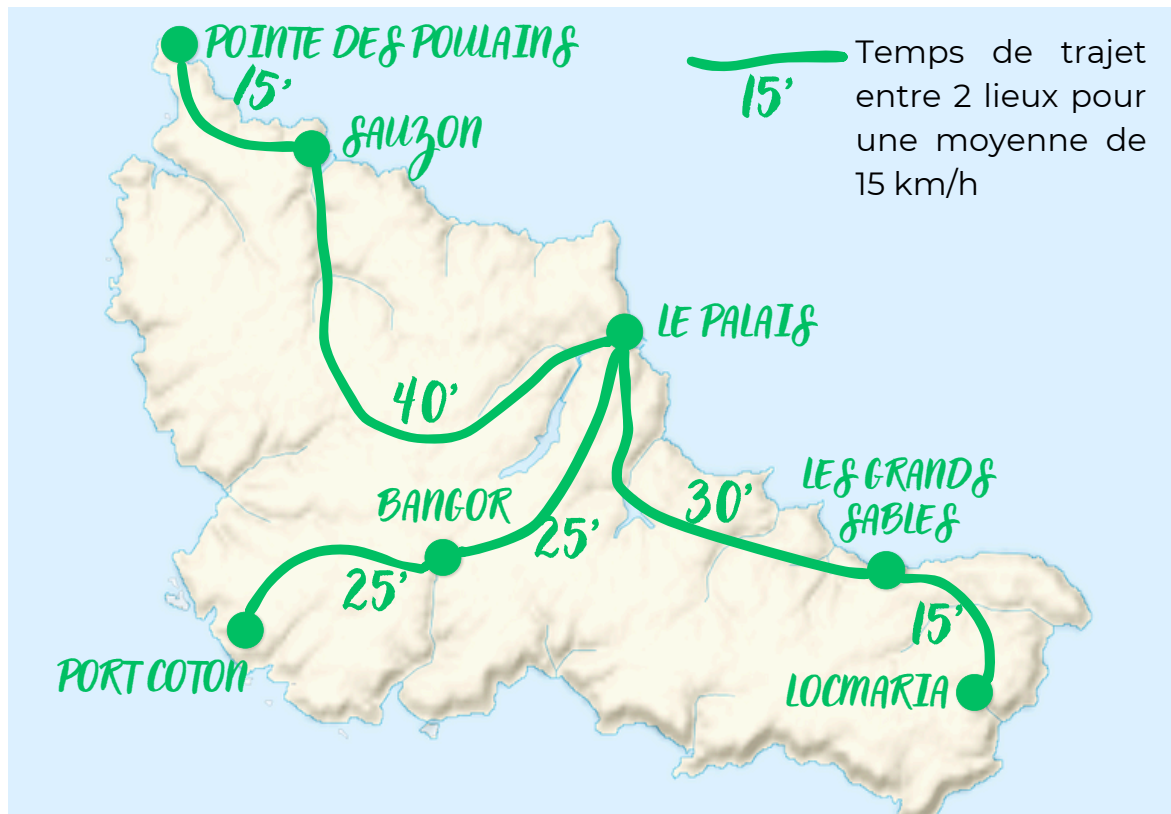 POINTE DES POULAINS
15'
SAUZON
15'
Temps de trajet
entre 2 lieux pour
une moyenne de
15 km/h
LE PALAIS
40'
BANGOR
25'
25'
PORT COTON
30'
LES GRANDS
SABLES
15'
LOCMARIA